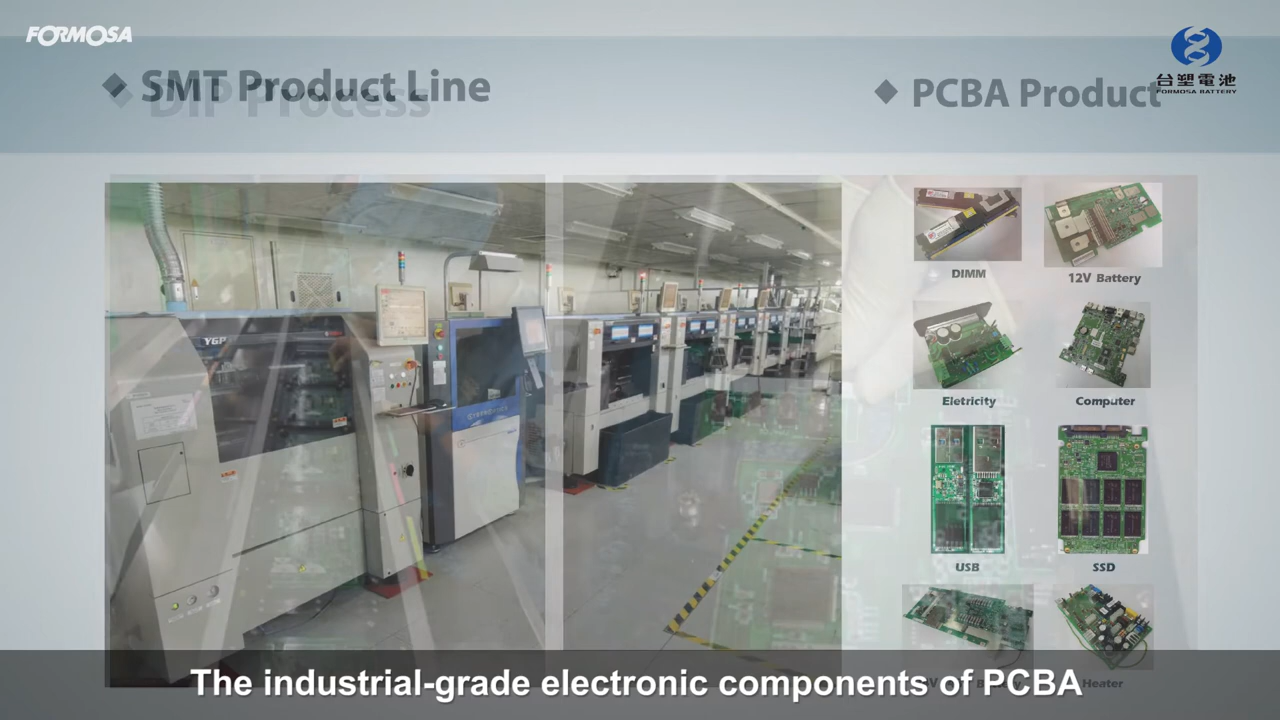 FORMOSA
台塑電池
FORMOSA BATTERY
◆ SMT Product Line
DIP Process
◆ PCBA Product
YGP
DIMM
12V Battery
Eletricity
Computer
USB
SSD
Heater
The industrial-grade electronic components of PCBA